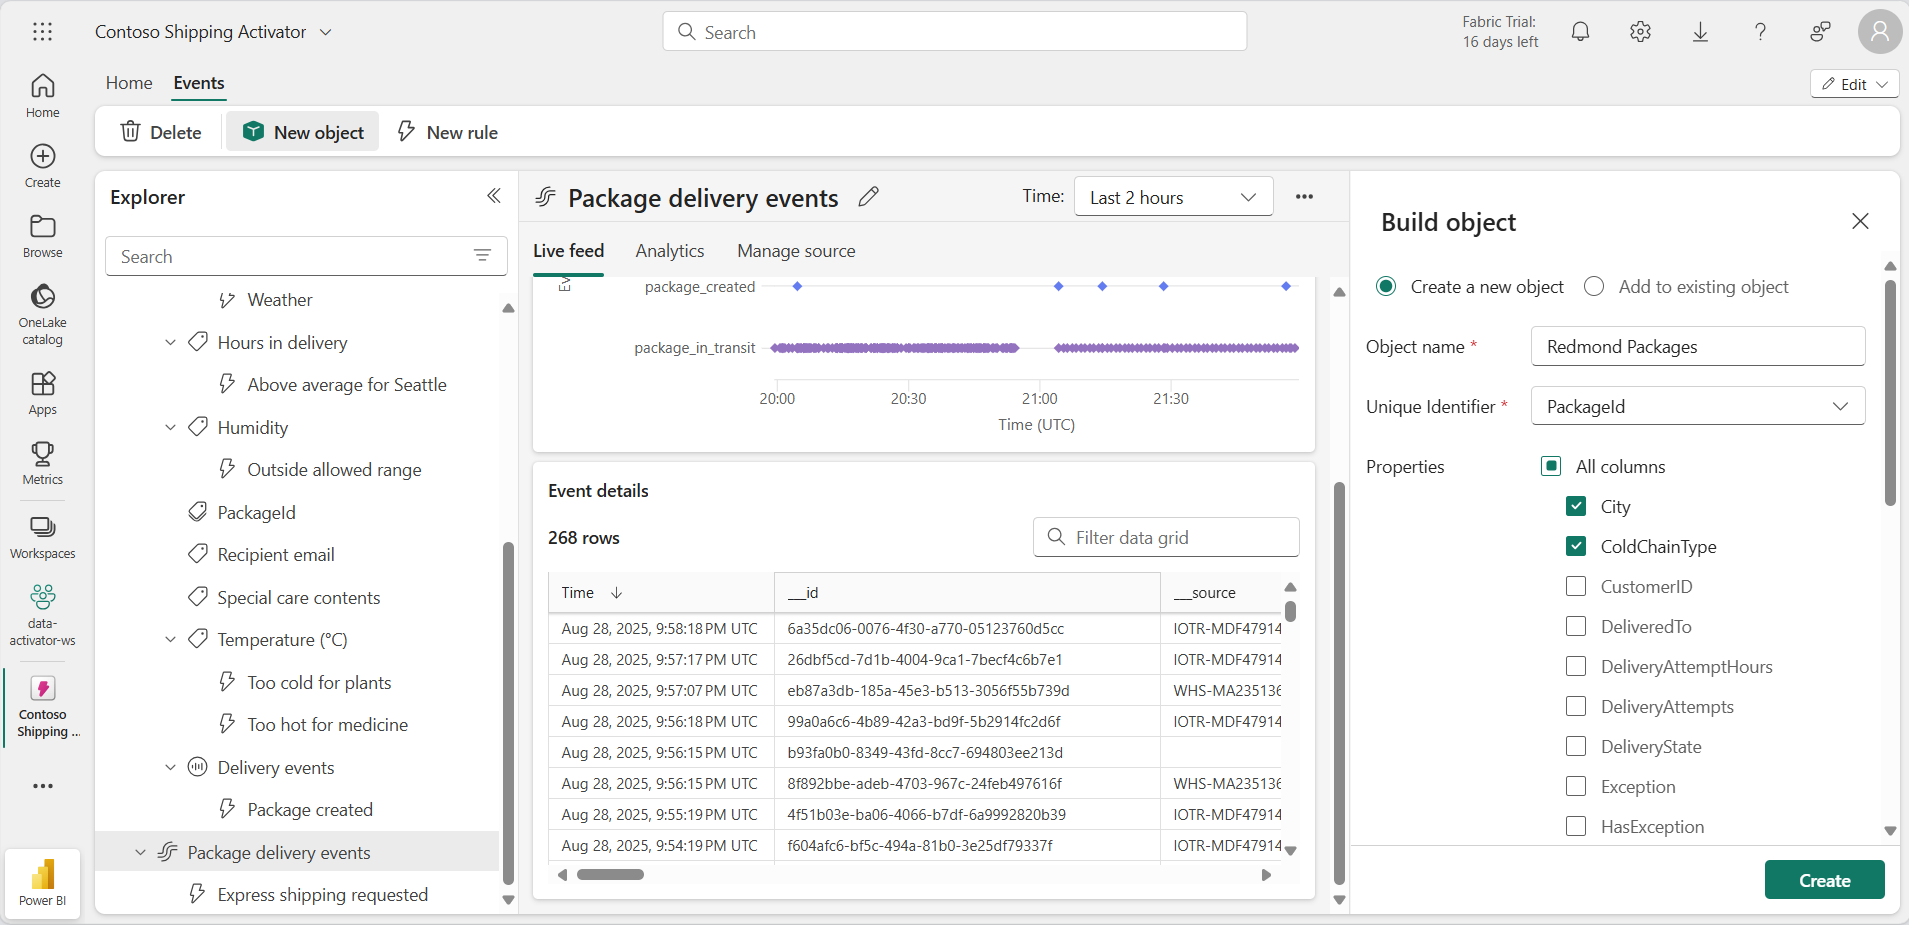 Contoso Shipping Activator
Search
Fabric Trial:
16 days left
Home
Create
Browse
OneLake
catalog
Apps
Metrics
Workspaces
data-
activator-ws
Contoso
Shipping ...
Power BI
Home
Events
Edit
Delete
New object
New rule
Explorer
Search
Weather
Hours in delivery
Above average for Seattle
Humidity
Outside allowed range
PackageId
Recipient email
Special care contents
Temperature (°C)
Too cold for plants
Too hot for medicine
Delivery events
Package created
Package delivery events
Express shipping requested
Package delivery events
Time:
Last 2 hours
Live feed
Analytics
Manage source
package_created
package_in_transit
20:00
20:30
21:00
21:30
Time (UTC)
Event details
268 rows
Filter data grid
Time
___id
___source
Aug 28, 2025, 9:58:18 PM UTC 6a35dc06-0076-4f30-a770-05123760d5cc IOTR-MDF47914
Aug 28, 2025, 9:57:17 PM UTC 26dbf5cd-7d1b-4004-9ca1-7becf4c6b7e1 IOTR-MDF47914
Aug 28, 2025, 9:57:07 PM UTC eb87a3db-185a-45e3-b513-3056f55b739d WHS-MA235136
Aug 28, 2025, 9:56:18 PM UTC 99a0a6c6-4b89-42a3-bd9f-5b2914fc2d6f IOTR-MDF47914
Aug 28, 2025, 9:56:15 PM UTC b93fa0b0-8349-43fd-8cc7-694803ee213d
Aug 28, 2025, 9:56:15 PM UTC 8f892bbe-adeb-4703-967c-24feb497616f WHS-MA235136
Aug 28, 2025, 9:55:19 PM UTC 4f51b03e-ba06-4066-b7df-6a9992820b39 IOTR-MDF47914
Aug 28, 2025, 9:54:19 PM UTC f604afc6-bf5c-494a-81b0-3e25df79337f IOTR-MDF47914
Build object
Create a new object
Add to existing object
Object name *
Redmond Packages
Unique Identifier *
PackageId
Properties
All columns
City
ColdChainType
CustomerID
DeliveredTo
DeliveryAttemptHours
DeliveryAttempts
DeliveryState
Exception
HasException
Create